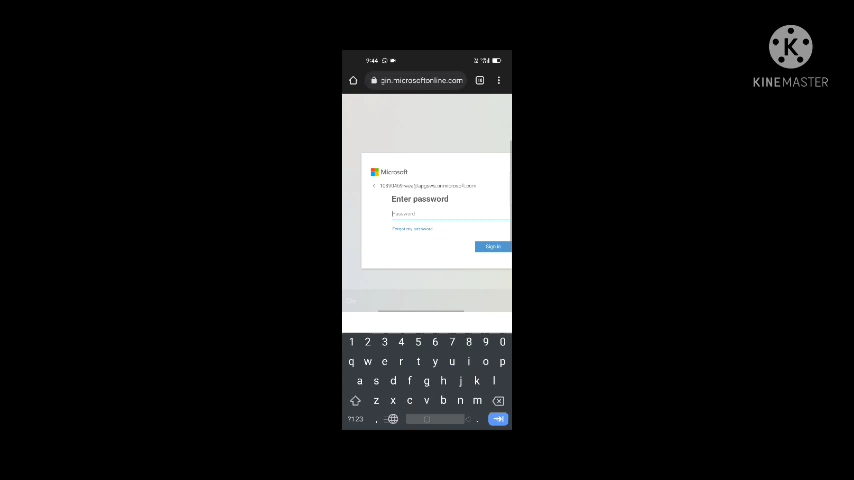 9:44
gin.microsoftonline.com
Microsoft
Enter password
Password
Forgot my password
Sign in
1 2 3 4 5 6 7 8 9 0
q w e r t y u i o p
a s d f g h j k l
z x c v b n m
?123 , .
K
KINEMASTER